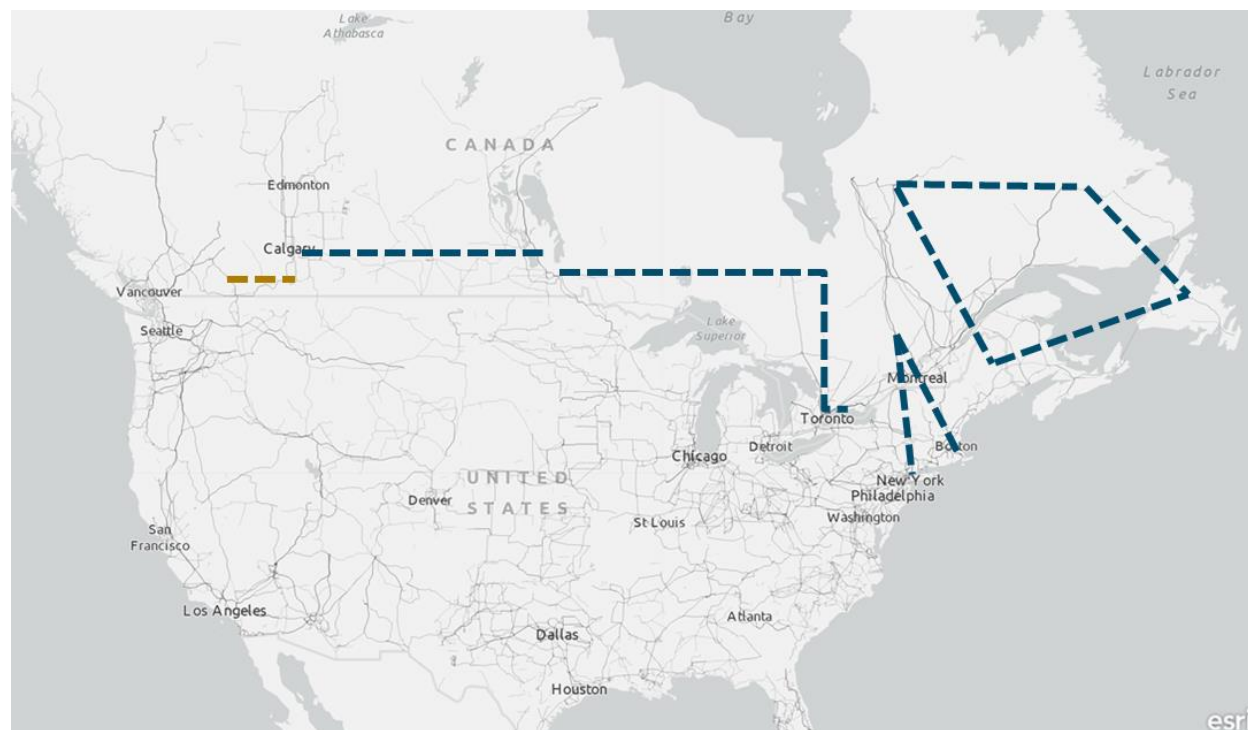 Lake
Athabasca
Bay
Labrador
Sea
CANADA
Edmonton
Calgary
Vancouver
Seattle
Lake
Superior
Montreal
Toronto
Boston
Detroit
Chicago
New York
Philadelphia
UNITED
STATES
Denver
St Louis
Washington
San
Francisco
Los Angeles
Atlanta
Dallas
Houston
esri